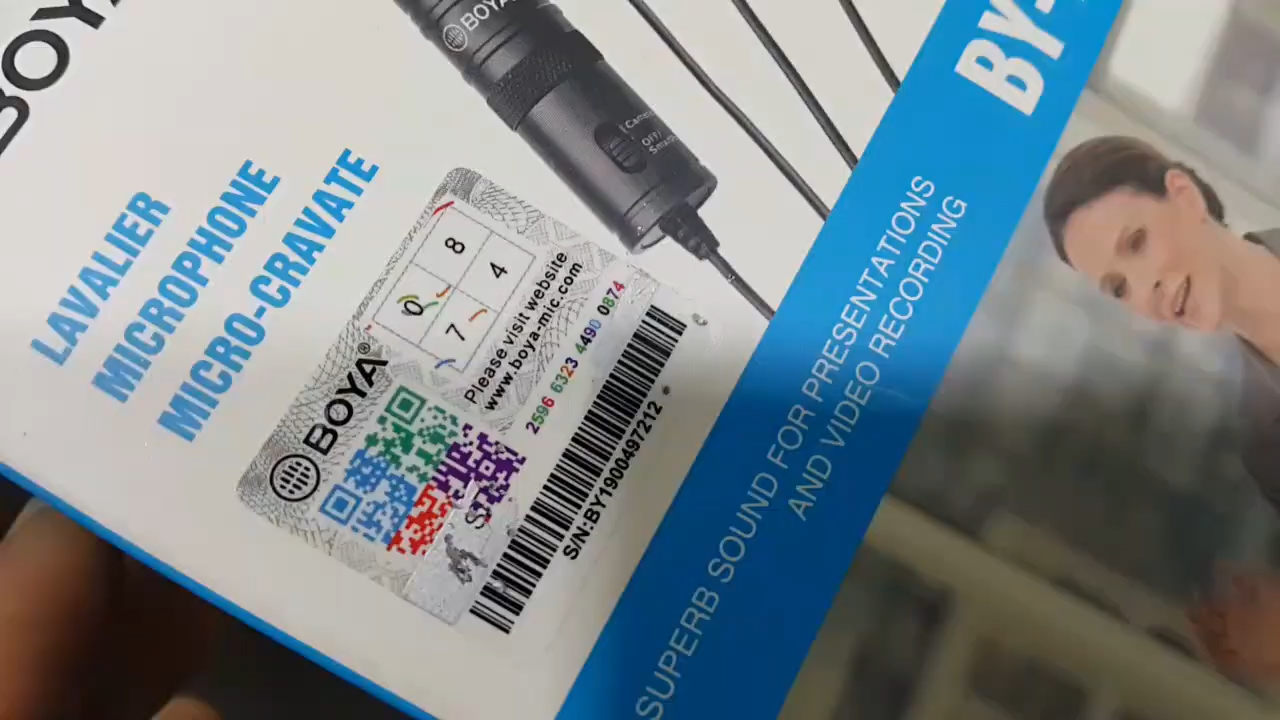 BOYA
BOYA
LAVALIER
MICROPHONE
MICRO-CRAVATE
8
4
0
7
BOYA®
Please visit website
www.boya-mic.com
2596 6323 4490 0874
S/N:BY1900497212
BY-
SUPERB SOUND FOR PRESENTATIONS
AND VIDEO RECORDING